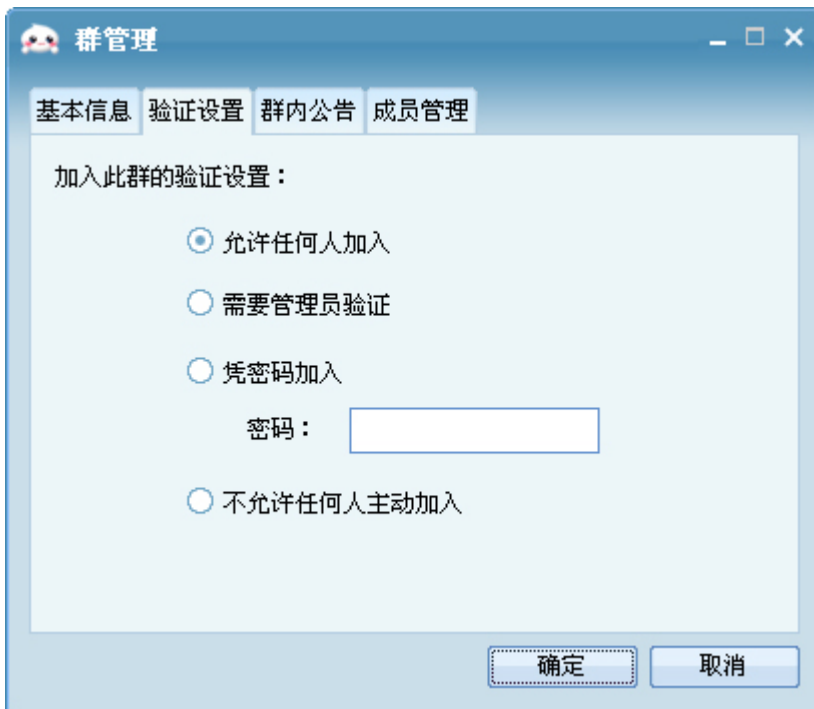 群管理
基本信息 验证设置 群内公告 成员管理
加入此群的验证设置：
允许任何人加入
需要管理员验证
凭密码加入
密码：
不允许任何人主动加入
确定 取消